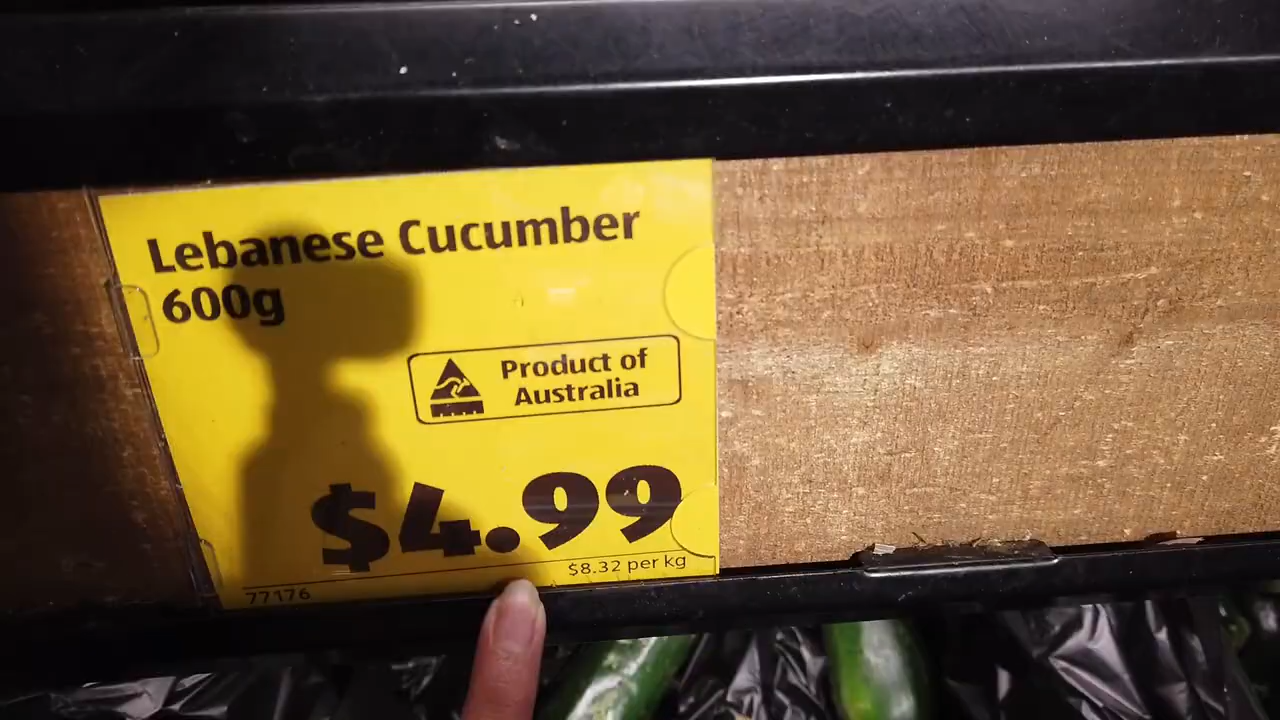 Lebanese Cucumber
600g
Product of
Australia
$4.99
$8.32 per kg
77176